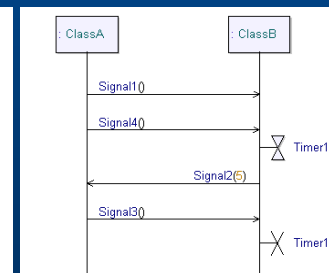 : ClassA
: ClassB
Signal1()
Signal4()
Timer1
Signal2(5)
Signal3()
Timer1